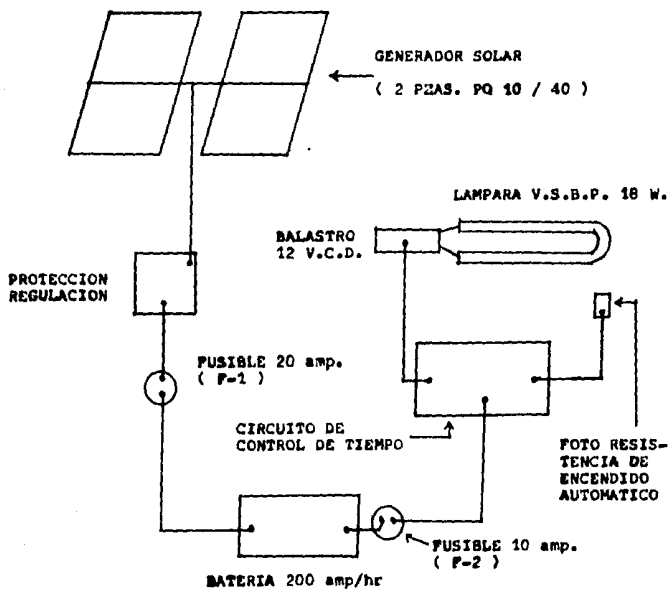 GENERADOR SOLAR
( 2 PZAS. PQ 10 / 40 )
LAMPARA V.S.B.P. 18 W.
BALASTRO
12 V.C.D.
PROTECCION
REGULACION
FUSIBLE 20 amp.
( F-1 )
CIRCUITO DE
CONTROL DE TIEMPO
FOTO RESIS-
TENCIA DE
ENCENDIDO
AUTOMATICO
FUSIBLE 10 amp.
( F-2 )
BATERIA 200 amp/hr